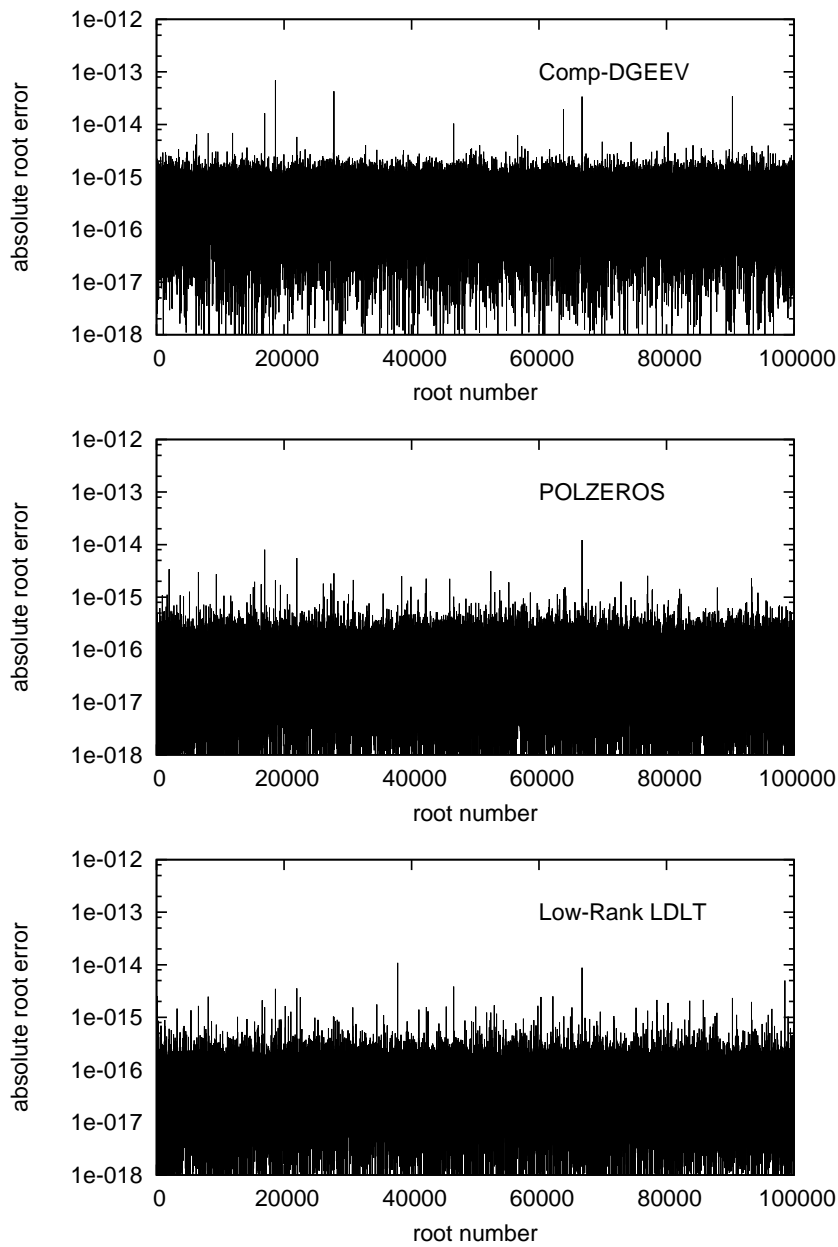 1e-012
1e-013
1e-014
1e-015
1e-016
1e-017
1e-018
absolute root error
Comp-DGEEV
0 20000 40000 60000 80000 100000
root number
1e-012
1e-013
1e-014
1e-015
1e-016
1e-017
1e-018
absolute root error
POLZEROS
0 20000 40000 60000 80000 100000
root number
1e-012
1e-013
1e-014
1e-015
1e-016
1e-017
1e-018
absolute root error
Low-Rank LDLT
0 20000 40000 60000 80000 100000
root number